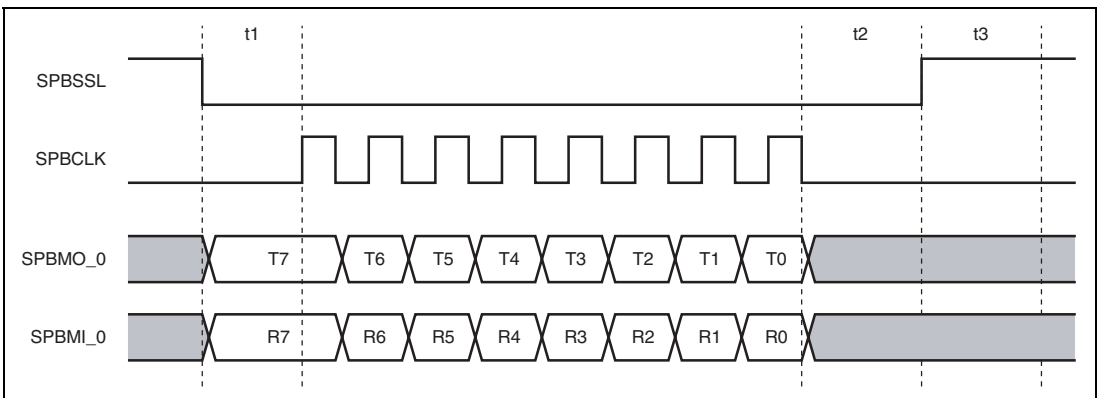 t1 t2 t3
SPBSSL
SPBCLK
SPBMO_0 T7 T6 T5 T4 T3 T2 T1 T0
SPBMI_0 R7 R6 R5 R4 R3 R2 R1 R0